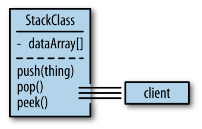 StackClass
- dataArray[]
push(thing)
pop()
peek()
client